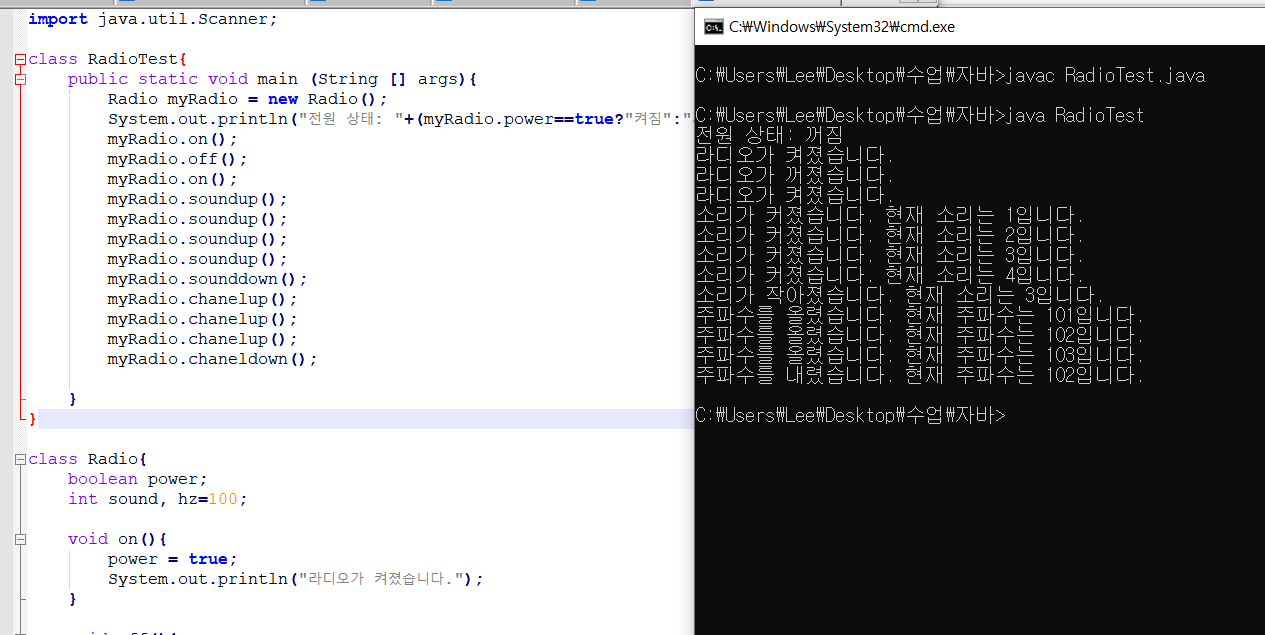 import java.util.Scanner;
class RadioTest{
public static void main (String [] args){
Radio myRadio = new Radio();
System.out.println("전원 상태: "+(myRadio.power==true?"켜짐":"
myRadio.on();
myRadio.off();
myRadio.on();
myRadio.soundup();
myRadio.soundup();
myRadio.soundup();
myRadio.soundup();
myRadio.sounddown();
myRadio.chanelup();
myRadio.chanelup();
myRadio.chanelup();
myRadio.chaneldown();
}
}
class Radio{
boolean power;
int sound, hz=100;
void on(){
power = true;
System.out.println("라디오가 켜졌습니다.");
}
C:₩Windows₩System32₩cmd.exe
C:₩Users₩Lee₩Desktop₩수업₩자바>javac RadioTest.java
C:₩Users₩Lee₩Desktop₩수업₩자바>java RadioTest
전원 상태: 꺼짐
라디오가 켜졌습니다.
라디오가 꺼졌습니다.
라디오가 켜졌습니다.
소리가 커졌습니다. 현재 소리는 1입니다.
소리가 커졌습니다. 현재 소리는 2입니다.
소리가 커졌습니다. 현재 소리는 3입니다.
소리가 커졌습니다. 현재 소리는 4입니다.
소리가 작아졌습니다. 현재 소리는 3입니다.
주파수를 올렸습니다. 현재 주파수는 101입니다.
주파수를 올렸습니다. 현재 주파수는 102입니다.
주파수를 올렸습니다. 현재 주파수는 103입니다.
주파수를 내렸습니다. 현재 주파수는 102입니다.
C:₩Users₩Lee₩Desktop₩수업₩자바>